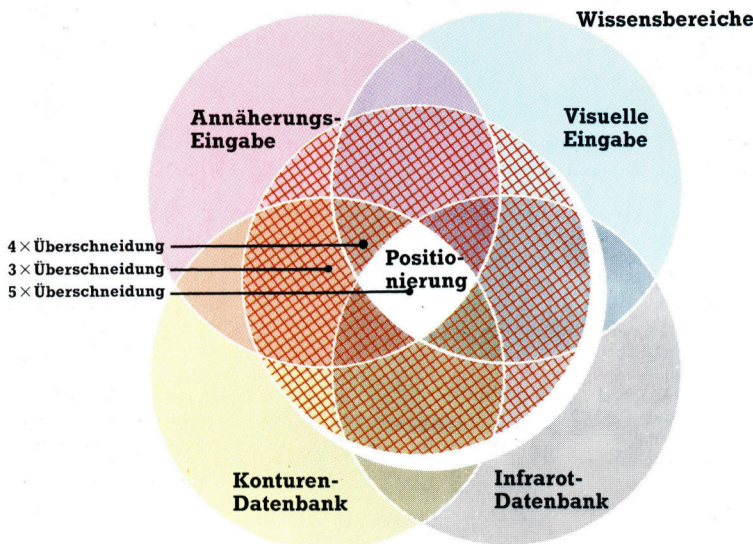 Wissensbereiche
Annäherungs-
Eingabe
Visuelle
Eingabe
4×Überschneidung
3×Überschneidung
5×Überschneidung
Positio-
nierung
Konturen-
Datenbank
Infrarot-
Datenbank